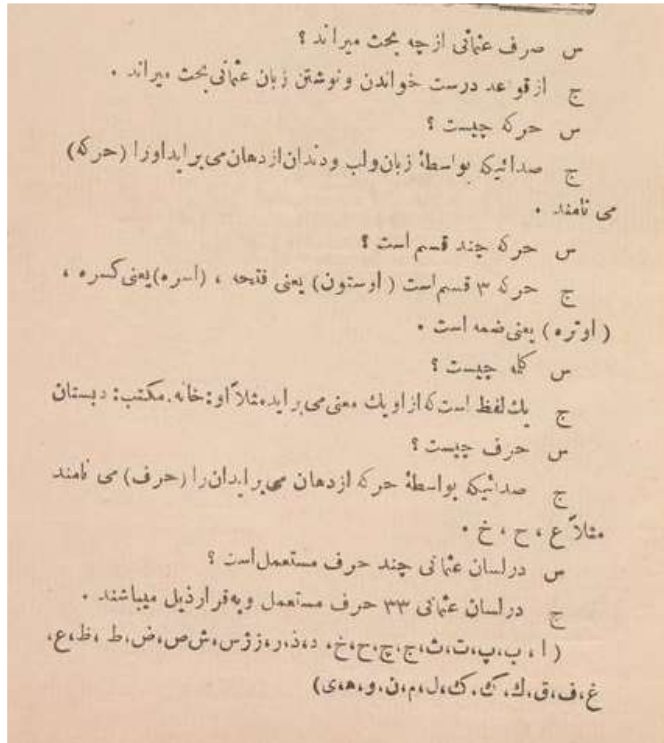 س صرف عثمانی از چه بحث میراند ؟
ج از قواعد درست خواندن و نوشتن زبان عثمانی بحث میراند .
س حرکه چیست ؟
ج صدائیکه بواسطهٔ زبان و لب و دندان از دهان می براید اورا (حرکه)
می نامند .
س حرکه چند قسم است ؟
ج حرکه ۳ قسم است ( اوستون) یعنی فتحه ، (اسره) یعنی کسره ،
( اوتره ) یعنی ضمه است .
س کله چیست ؟
ج یك لفظ است که از او یك معنی می براید مثلاً او : خانه . مکتب : دبستان
س حرف چیست ؟
ج صدائیکه بواسطهٔ حرکه از دهان می براید ان را (حرف) می نامند
مثلاً ع ، ح ، خ .
س در لسان عثمانی چند حرف مستعمل است ؟
ج در لسان عثمانی ۳۳ حرف مستعمل و به قرار ذیل میباشند .
( ا ، ب ، پ ، ت ، ث ، ج ، چ ، ح ، خ ، د ، ذ ، ر ، ز ژ س ، ش ص ، ض ، ط ، ظ ، ع ،
غ ، ف ، ق ، ك ، گ ، ڭ ، ل ، م ، ن ، و ، ه ، ی)